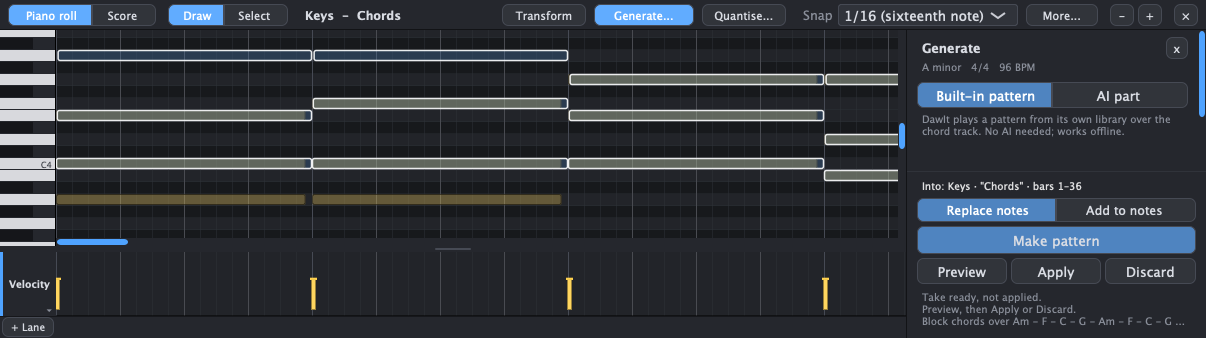 Piano roll Score Draw Select Keys – Chords Transform Generate... Quantise... Snap 1/16 (sixteenth note) More... - + ×
Generate x
A minor 4/4 96 BPM
Built-in pattern AI part
DawIt plays a pattern from its own library over the
chord track. No AI needed; works offline.
C4
Into: Keys · "Chords" · bars 1–36
Replace notes Add to notes
Make pattern
Preview Apply Discard
Velocity
Take ready, not applied.
Preview, then Apply or Discard.
Block chords over Am – F – C – G – Am – F – C – G ...
+ Lane